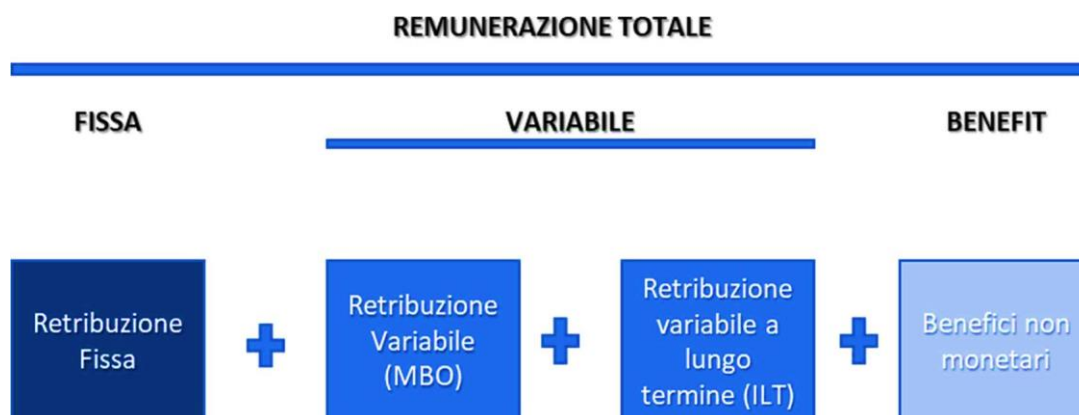 REMUNERAZIONE TOTALE
FISSA
VARIABILE
BENEFIT
Retribuzione
Fissa
Retribuzione
Variabile
(MBO)
Retribuzione
variabile a
lungo
termine (ILT)
Benefici non
monetari